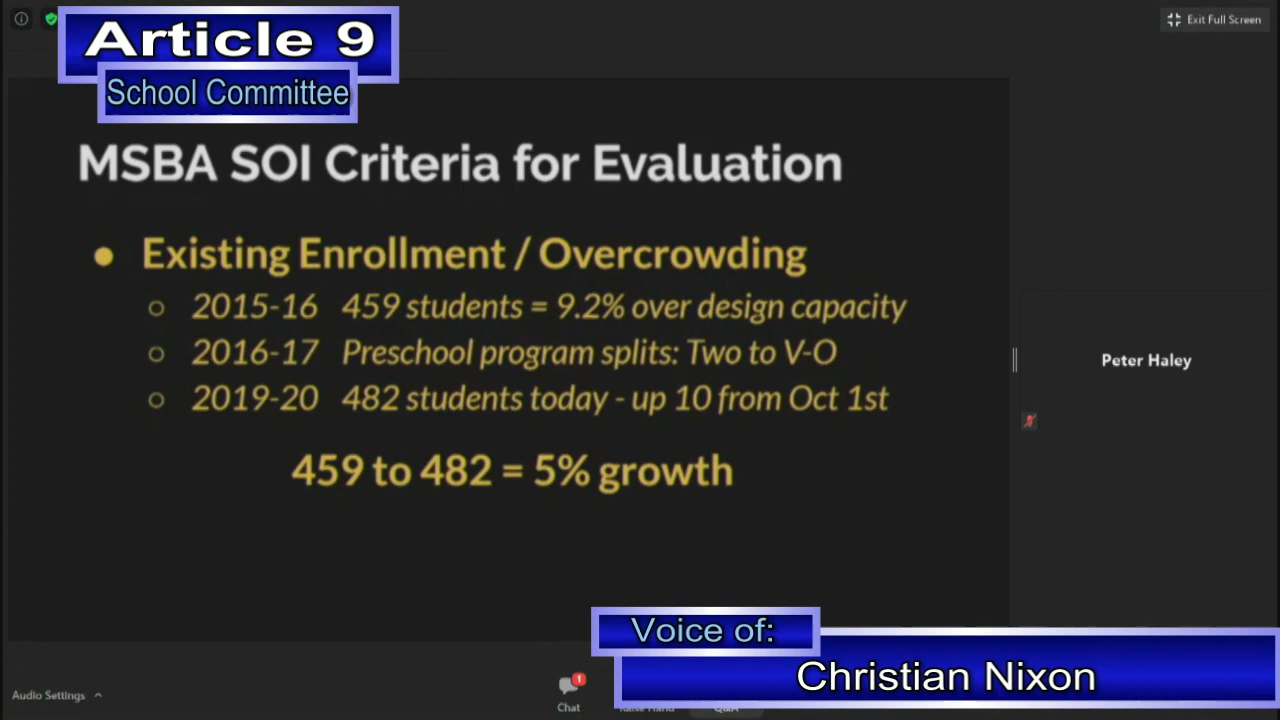 Exit Full Screen
Article 9
School Committee
MSBA SOI Criteria for Evaluation
Existing Enrollment / Overcrowding
2015-16 459 students = 9.2% over design capacity
2016-17 Preschool program splits: Two to V-O
2019-20 482 students today - up 10 from Oct 1st
459 to 482 = 5% growth
Peter Haley
Voice of:
Christian Nixon
Audio Settings
1
Chat